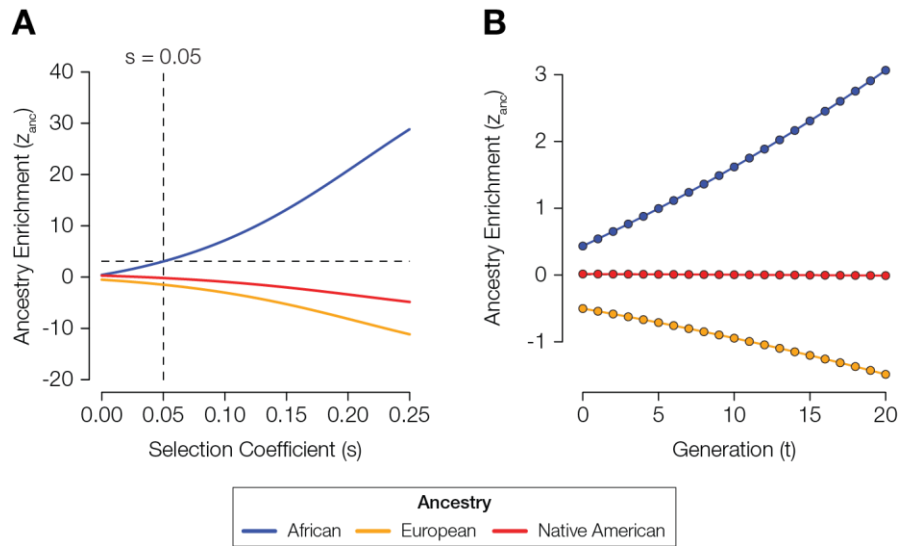 A
s = 0.05
40
30
20
10
0
-10
-20
Ancestry Enrichment (z_anc)
0.00 0.05 0.10 0.15 0.20 0.25
Selection Coefficient (s)
B
3
2
1
0
-1
Ancestry Enrichment (z_anc)
0 5 10 15 20
Generation (t)
Ancestry
African European Native American